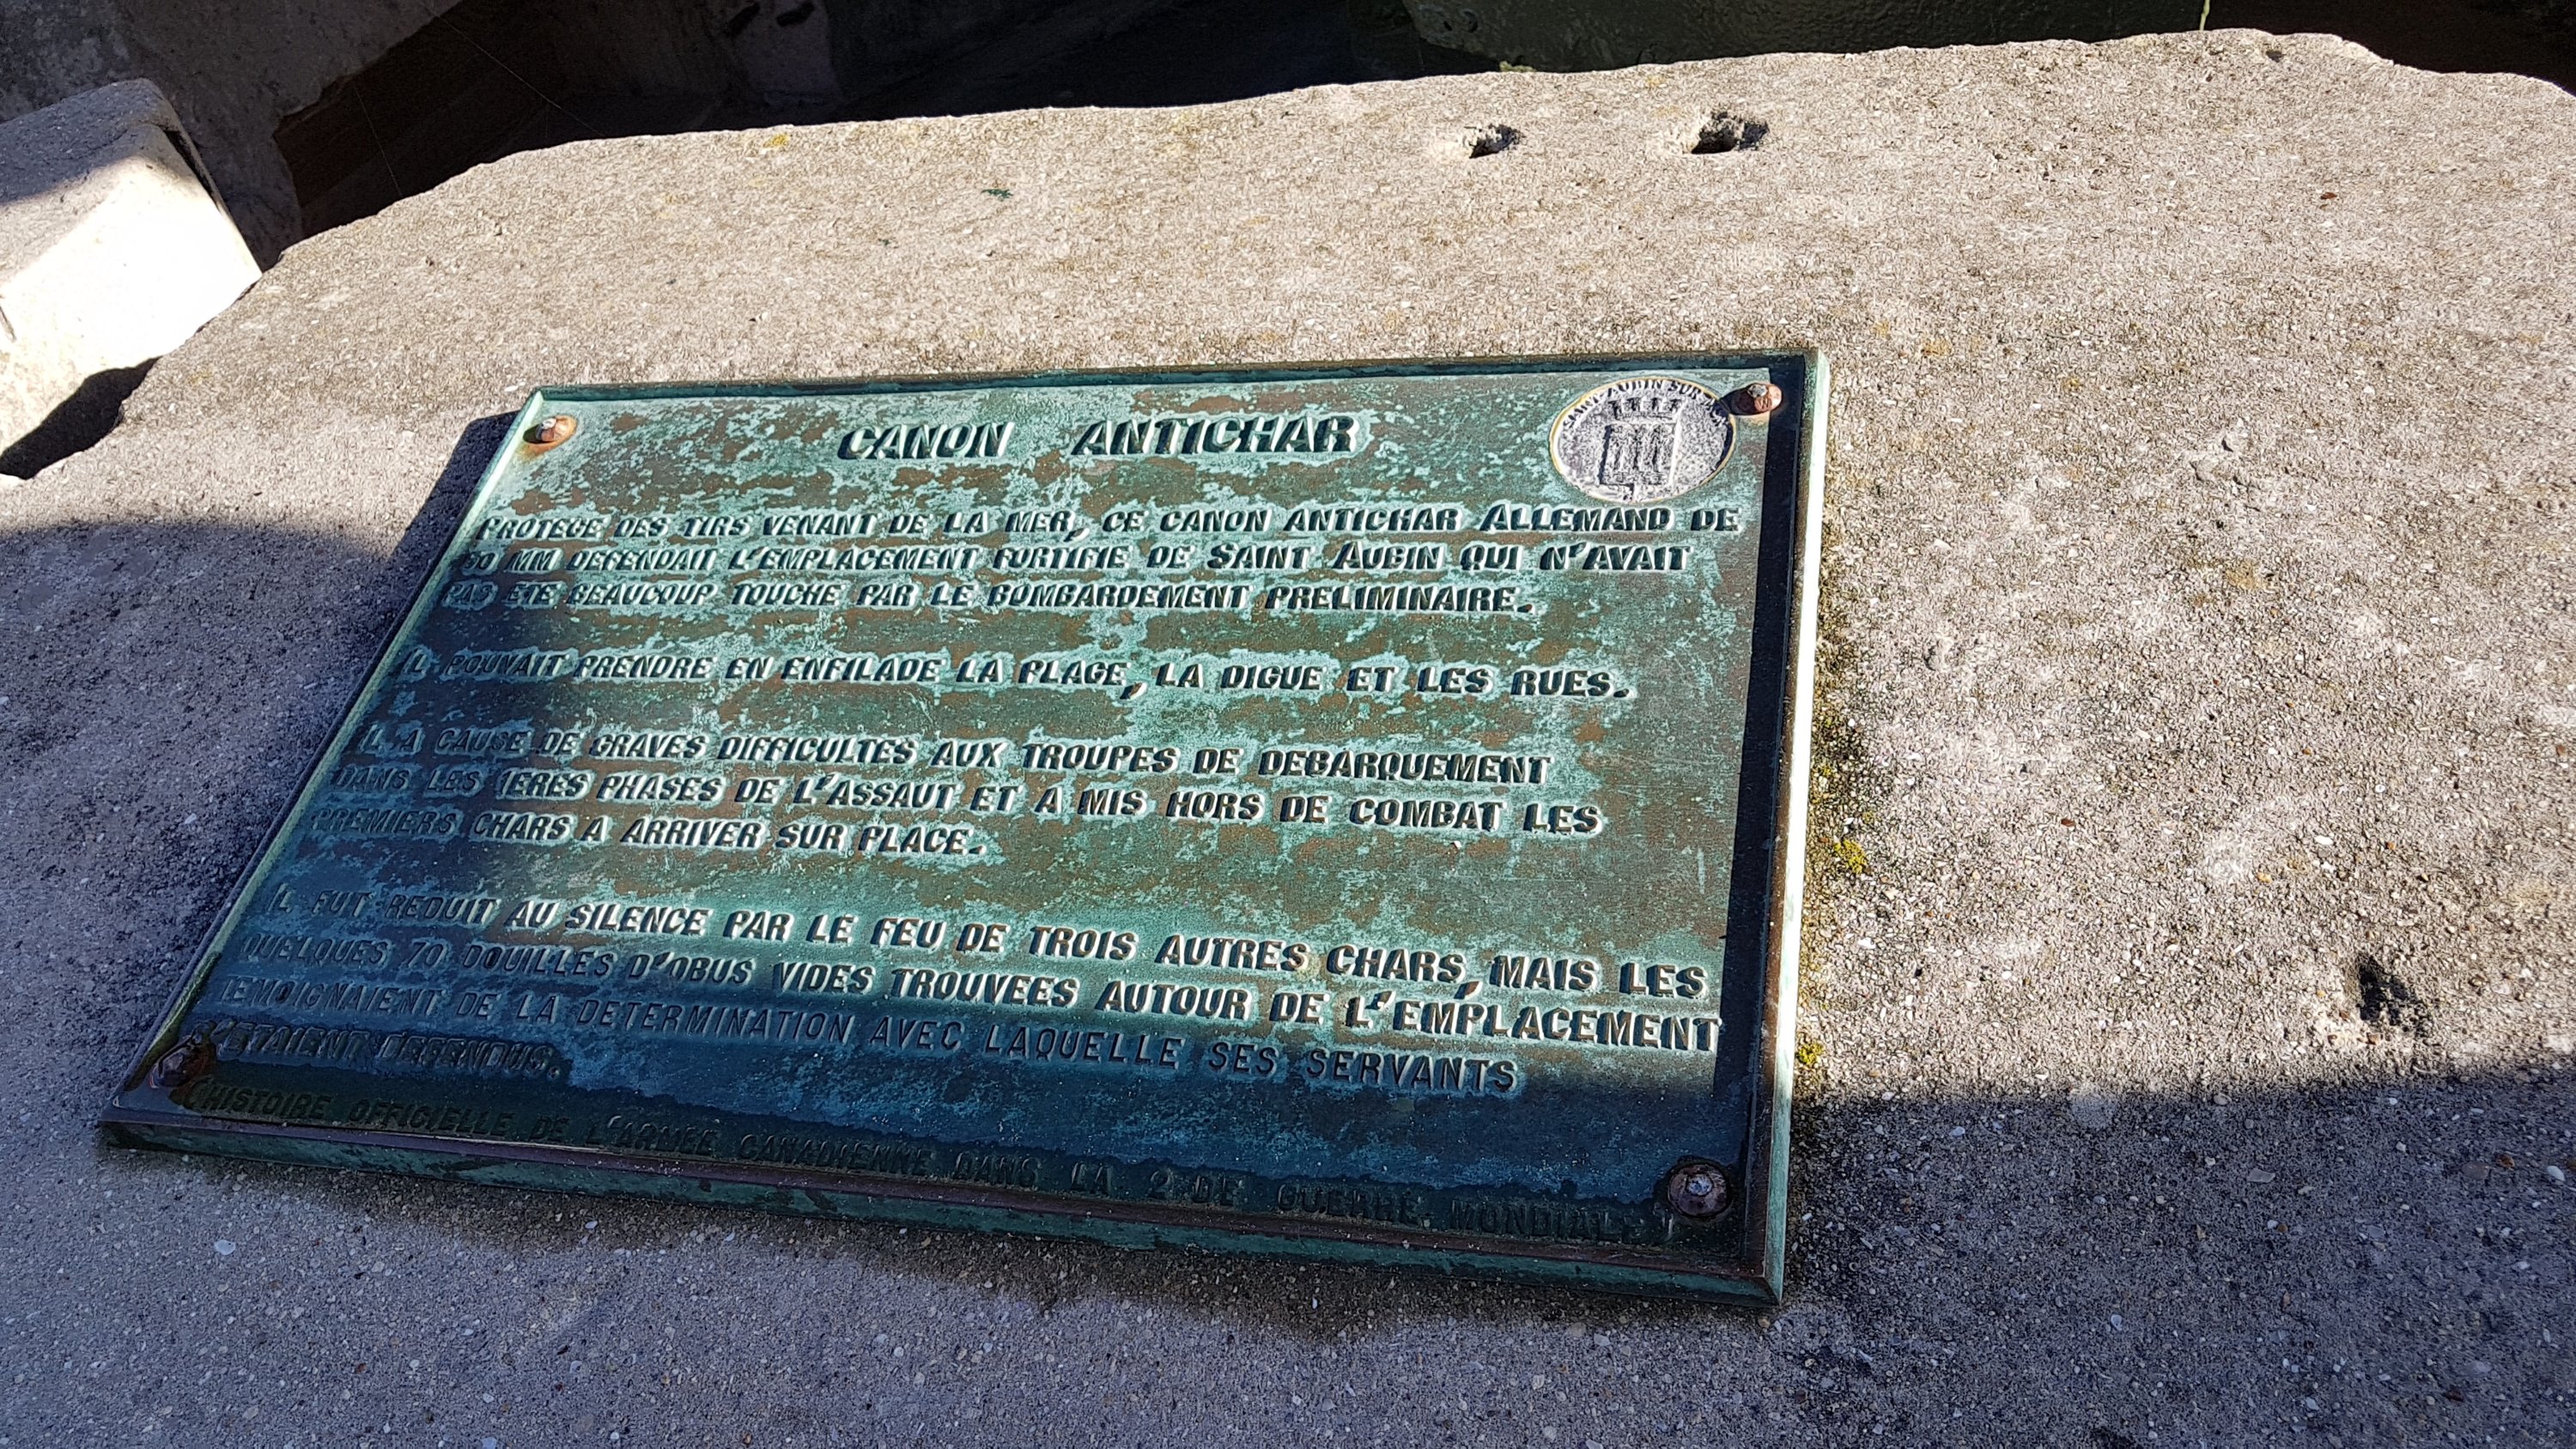 CANON ANTICHAR
SAINT-AUBIN SUR MER
PROTEGE DES TIRS VENANT DE LA MER, CE CANON ANTICHAR ALLEMAND DE
50 MM DEFENDAIT L'EMPLACEMENT FORTIFIE DE SAINT AUBIN QUI N'AVAIT
PAS ETE BEAUCOUP TOUCHE PAR LE BOMBARDEMENT PRELIMINAIRE.
IL POUVAIT PRENDRE EN ENFILADE LA PLAGE, LA DIGUE ET LES RUES.
IL A CAUSE DE GRAVES DIFFICULTES AUX TROUPES DE DEBARQUEMENT
DANS LES 1ERES PHASES DE L'ASSAUT ET A MIS HORS DE COMBAT LES
PREMIERS CHARS A ARRIVER SUR PLACE.
IL FUT REDUIT AU SILENCE PAR LE FEU DE TROIS AUTRES CHARS, MAIS LES
QUELQUES 70 DOUILLES D'OBUS VIDES TROUVEES AUTOUR DE L'EMPLACEMENT
TEMOIGNAIENT DE LA DETERMINATION AVEC LAQUELLE SES SERVANTS
S'ETAIENT DEFENDUS.
(HISTOIRE OFFICIELLE DE L'ARMEE CANADIENNE DANS LA 2 DE GUERRE MONDIALE)